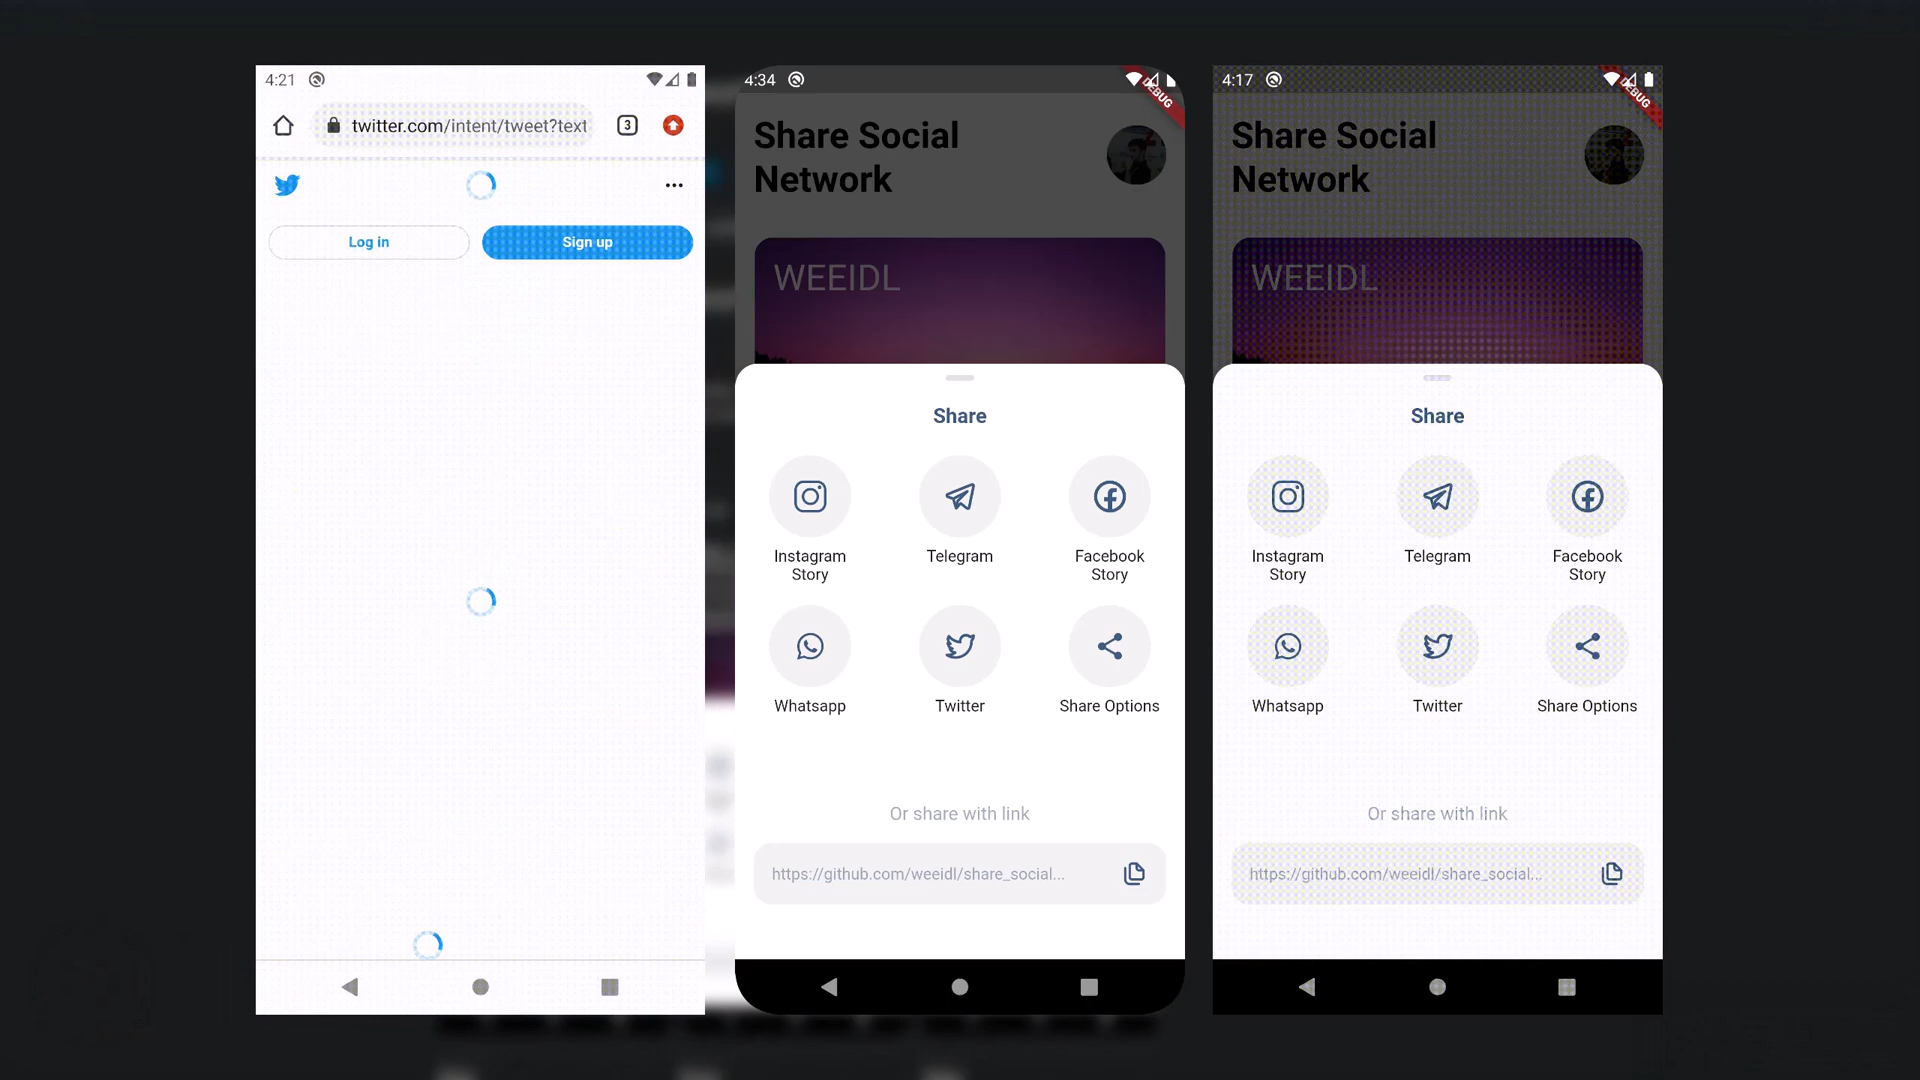 4:21
twitter.com/intent/tweet?text
3
Log in
Sign up
4:34
DEBUG
Share Social
Network
WEEIDL
Share
Instagram
Story
Telegram
Facebook
Story
Whatsapp
Twitter
Share Options
Or share with link
https://github.com/weeidl/share_social...
4:17
DEBUG
Share Social
Network
WEEIDL
Share
Instagram
Story
Telegram
Facebook
Story
Whatsapp
Twitter
Share Options
Or share with link
https://github.com/weeidl/share_social...